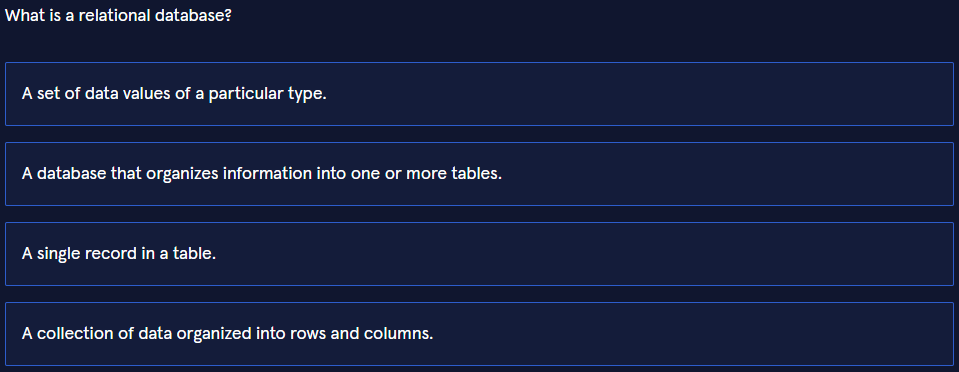 What is a relational database?
A set of data values of a particular type.
A database that organizes information into one or more tables.
A single record in a table.
A collection of data organized into rows and columns.